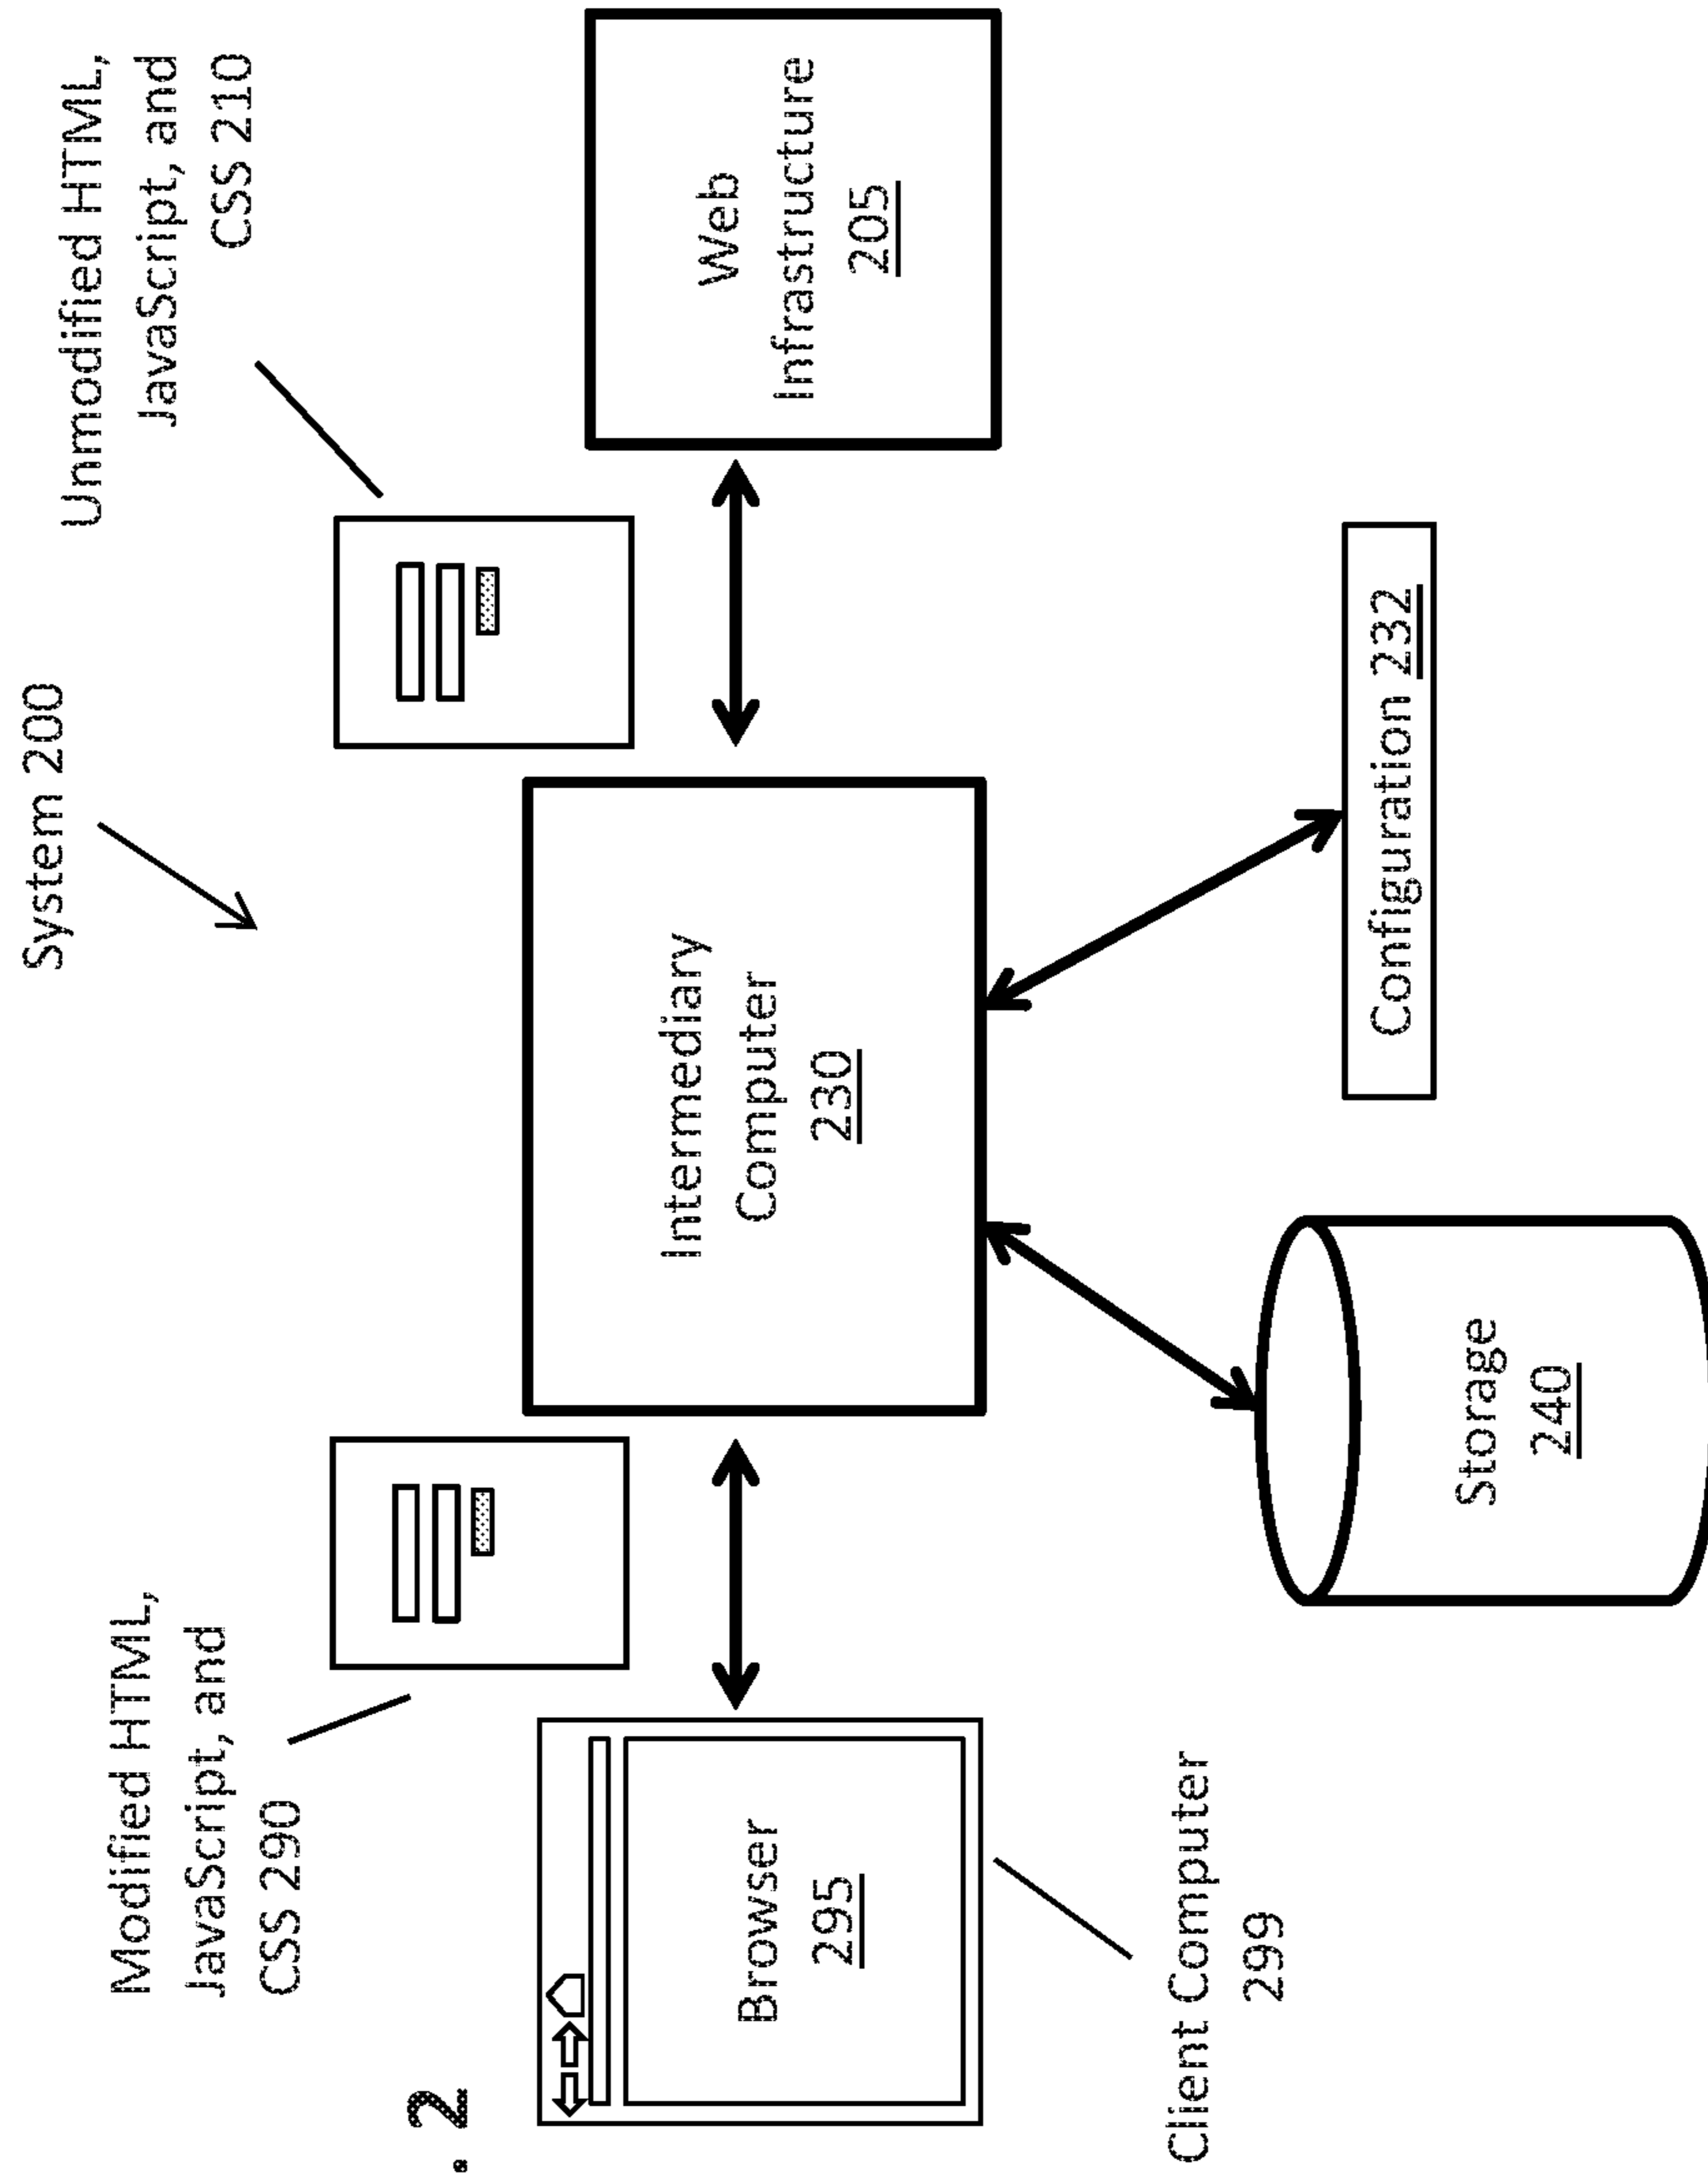 System 200
Modified HTML,
JavaScript, and
CSS 290
Unmodified HTML,
JavaScript, and
CSS 210
. 2
Browser
295
Intermediary
Computer
230
Web
Infrastructure
205
Client Computer
299
Storage
240
Configuration 232